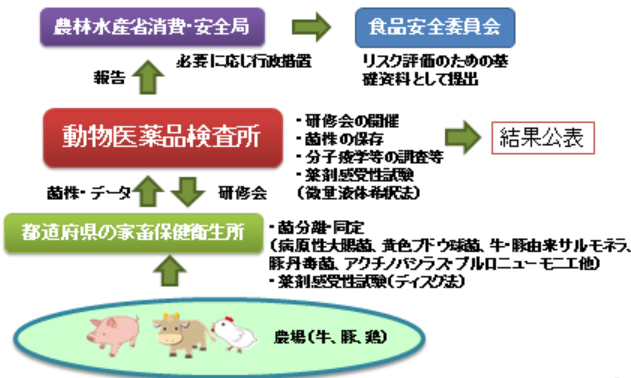 農林水産省消費・安全局
食品安全委員会
必要に応じ行政措置
リスク評価のための基
礎資料として提出
報告
動物医薬品検査所
・研修会の開催
・菌株の保存
・分子疫学等の調査等
・薬剤感受性試験
（微量液体希釈法）
結果公表
菌株・データ
研修会
都道府県の家畜保健衛生所
・菌分離・同定
（病原性大腸菌、黄色ブドウ球菌、牛・豚由来サルモネラ、
豚丹毒菌、アクチノバシラス・プルロニューモニエ他）
・薬剤感受性試験（ディスク法）
農場（牛、豚、鶏）